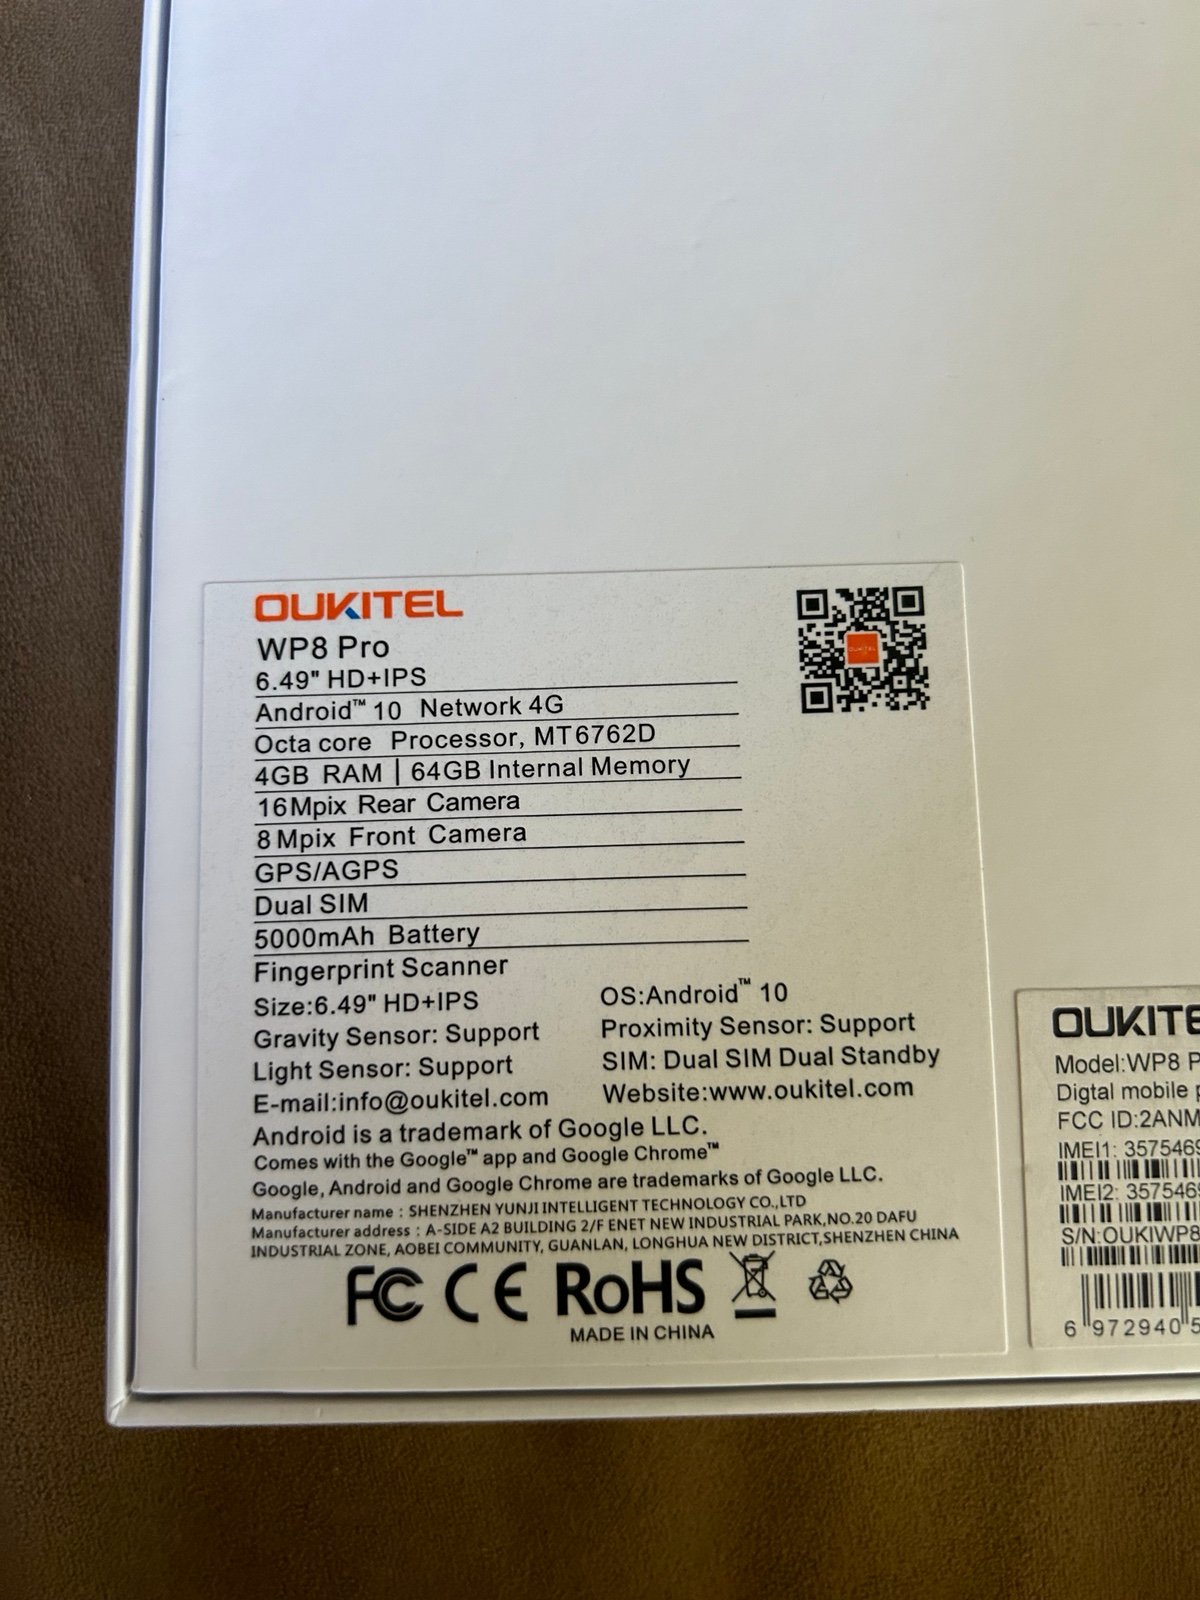 OUKITEL
WP8 Pro
6.49" HD+IPS
Android™ 10 Network 4G
Octa core Processor, MT6762D
4GB RAM | 64GB Internal Memory
16Mpix Rear Camera
8Mpix Front Camera
GPS/AGPS
Dual SIM
5000mAh Battery
Fingerprint Scanner
Size:6.49" HD+IPS OS:Android™ 10
Gravity Sensor: Support Proximity Sensor: Support
Light Sensor: Support SIM: Dual SIM Dual Standby
E-mail:info@oukitel.com Website:www.oukitel.com
Android is a trademark of Google LLC.
Comes with the Google™ app and Google Chrome™
Google, Android and Google Chrome are trademarks of Google LLC.
Manufacturer name : SHENZHEN YUNJI INTELLIGENT TECHNOLOGY CO.,LTD
Manufacturer address : A-SIDE A2 BUILDING 2/F ENET NEW INDUSTRIAL PARK,NO.20 DAFU
INDUSTRIAL ZONE, AOBEI COMMUNITY, GUANLAN, LONGHUA NEW DISTRICT,SHENZHEN CHINA
FC CE RoHS
MADE IN CHINA
OUKITE
Model:WP8 P
Digtal mobile p
FCC ID:2ANM
IMEI1: 3575469
IMEI2: 3575469
S/N:OUKIWP8
6 972940 5